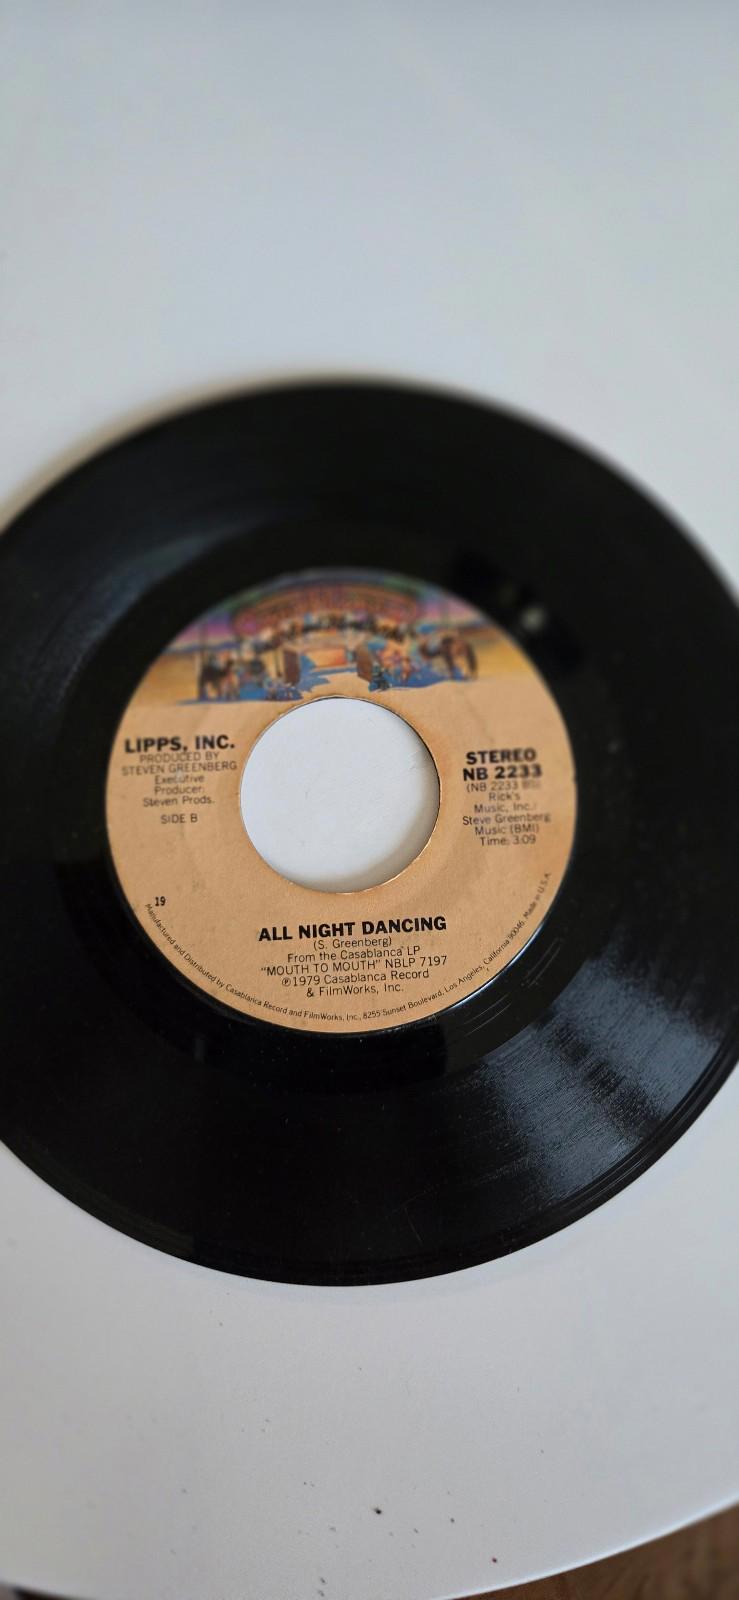 LIPPS, INC.
PRODUCED BY
STEVEN GREENBERG
Executive
Producer:
Steven Prods.
SIDE B
STEREO
NB 2233
(NB 2233 BS)
Rick's
Music, Inc./
Steve Greenberg
Music (BMI)
Time: 3:09
19
ALL NIGHT DANCING
(S. Greenberg)
From the Casablanca LP
"MOUTH TO MOUTH" NBLP 7197
℗1979 Casablanca Record
& FilmWorks, Inc.
Manufactured and Distributed by Casablanca Record and FilmWorks, Inc., 8255 Sunset Boulevard, Los Angeles, California 90046 Made in U.S.A.